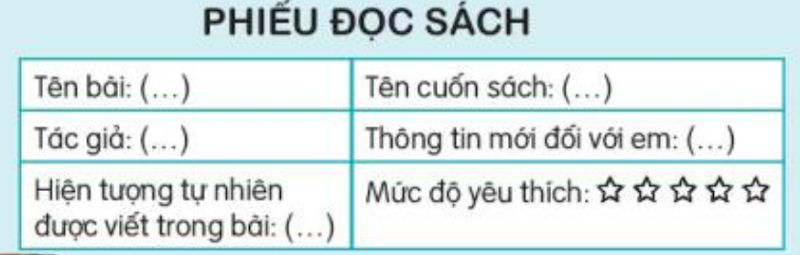 PHIẾU ĐỌC SÁCH
Tên bài: (...)
Tên cuốn sách: (...)
Tác giả: (...)
Thông tin mới đối với em: (...)
Hiện tượng tự nhiên
được viết trong bài: (...)
Mức độ yêu thích: ☆ ☆ ☆ ☆ ☆